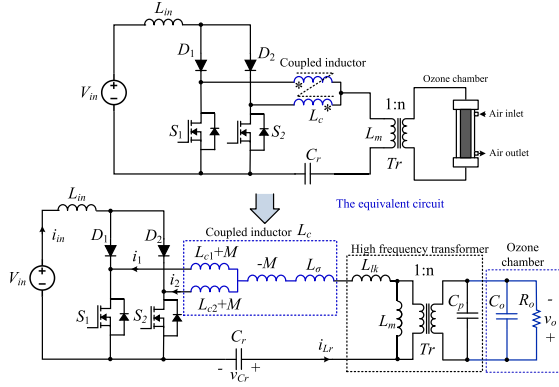 L_in
D_1
D_2
Coupled inductor
*
*
L_c
V_in
S_1
S_2
1:n
L_m
Tr
C_r
Ozone chamber
Air inlet
Air outlet
The equivalent circuit
L_in
Coupled inductor L_c
i_in
D_1
D_2
i_1
i_2
L_c1+M
L_c2+M
-M
L_σ
L_lk
High frequency transformer
1:n
Ozone
chamber
V_in
S_1
S_2
L_m
Tr
C_p
C_o
R_o
-
v_o
+
C_r
- v_Cr +
i_Lr